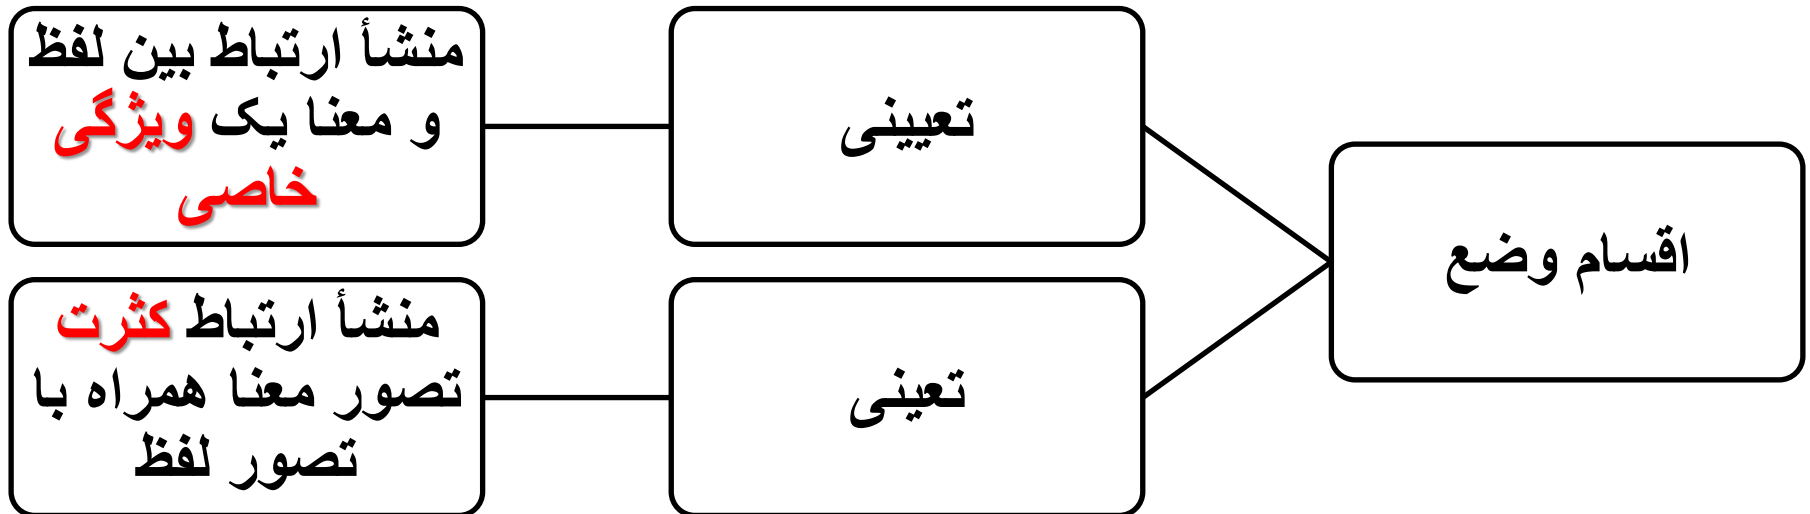 اقسام وضع
تعیینی
منشأ ارتباط بین لفظ
و معنا یک ویژگی
خاصی
تعینی
منشأ ارتباط کثرت
تصور معنا همراه با
تصور لفظ